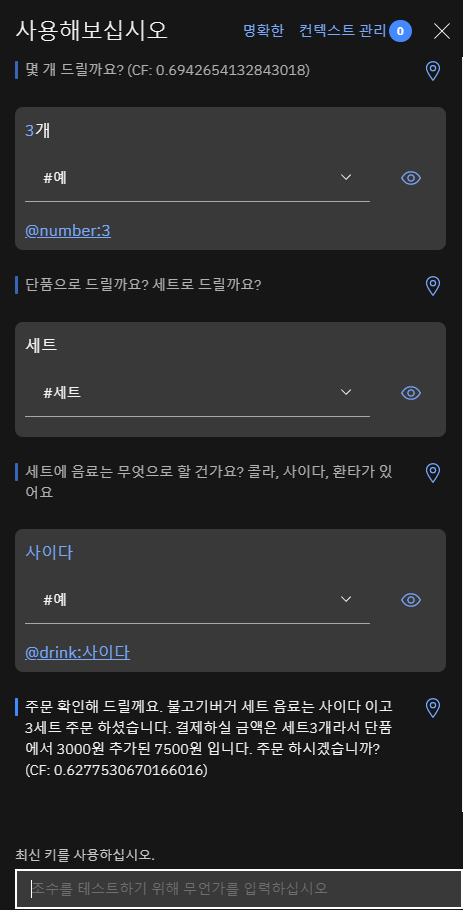 사용해보십시오 명확한 컨텍스트 관리 0
몇 개 드릴까요? (CF: 0.6942654132843018)
3개
#예
@number:3
단품으로 드릴까요? 세트로 드릴까요?
세트
#세트
세트에 음료는 무엇으로 할 건가요? 콜라, 사이다, 환타가 있
어요
사이다
#예
@drink:사이다
주문 확인해 드릴께요. 불고기버거 세트 음료는 사이다 이고
3세트 주문 하셨습니다. 결제하실 금액은 세트3개라서 단품
에서 3000원 추가된 7500원 입니다. 주문 하시겠습니까?
(CF: 0.6277530670166016)
최신 키를 사용하십시오.
조수를 테스트하기 위해 무언가를 입력하십시오